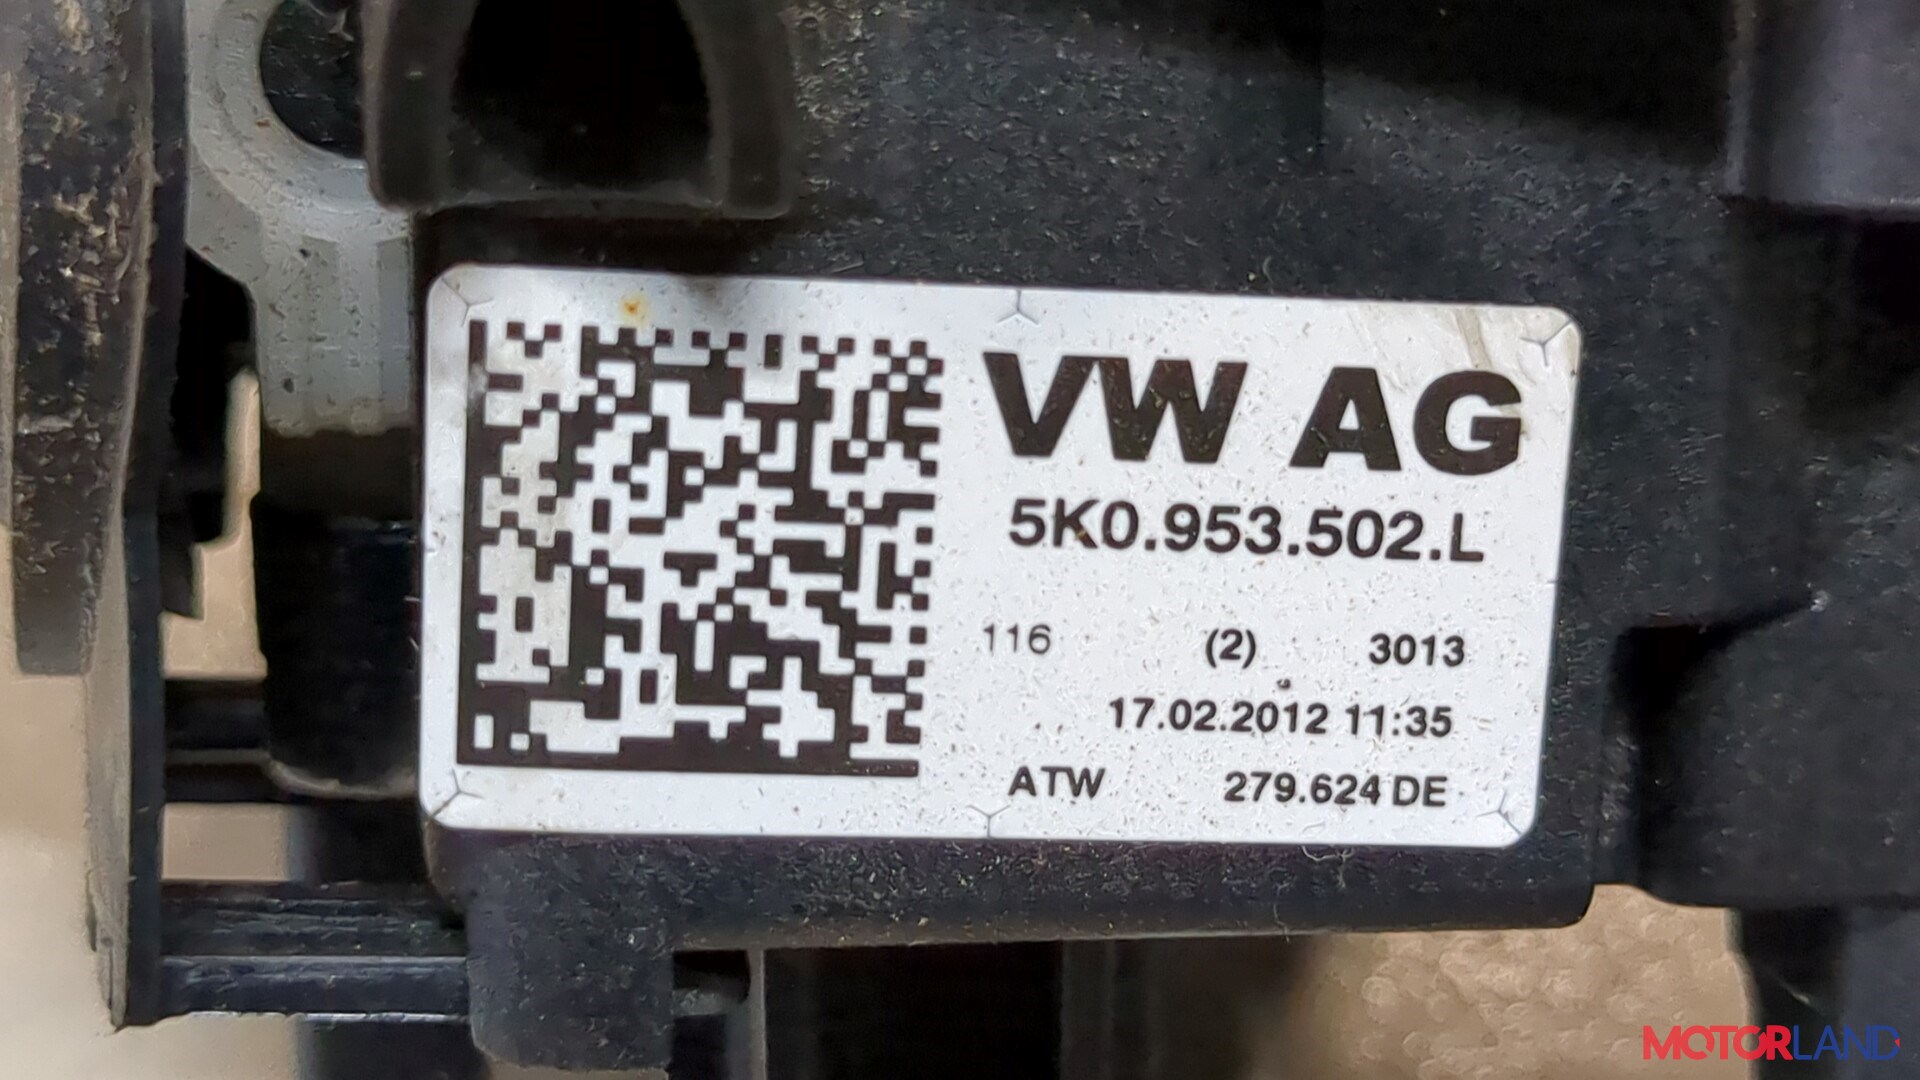 VW AG
5K0.953.502.L
116 (2) 3013
17.02.2012 11:35
ATW 279.624 DE
MOTORLAND